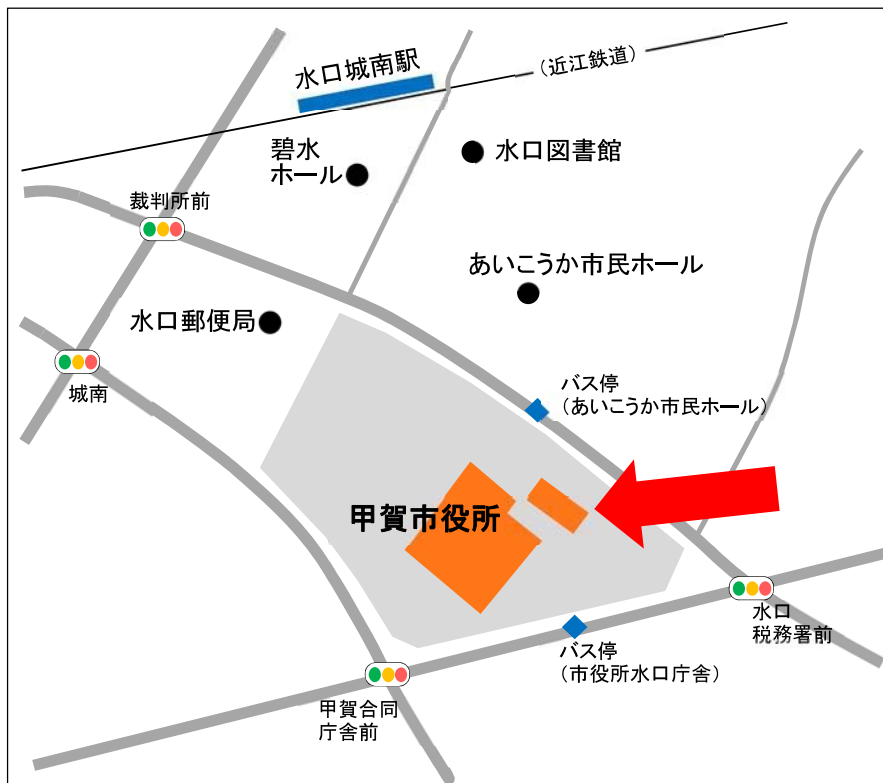 水口城南駅
（近江鉄道）
碧水
ホール
水口図書館
裁判所前
あいこうか市民ホール
水口郵便局
城南
バス停
（あいこうか市民ホール）
甲賀市役所
水口
税務署前
バス停
（市役所水口庁舎）
甲賀合同
庁舎前